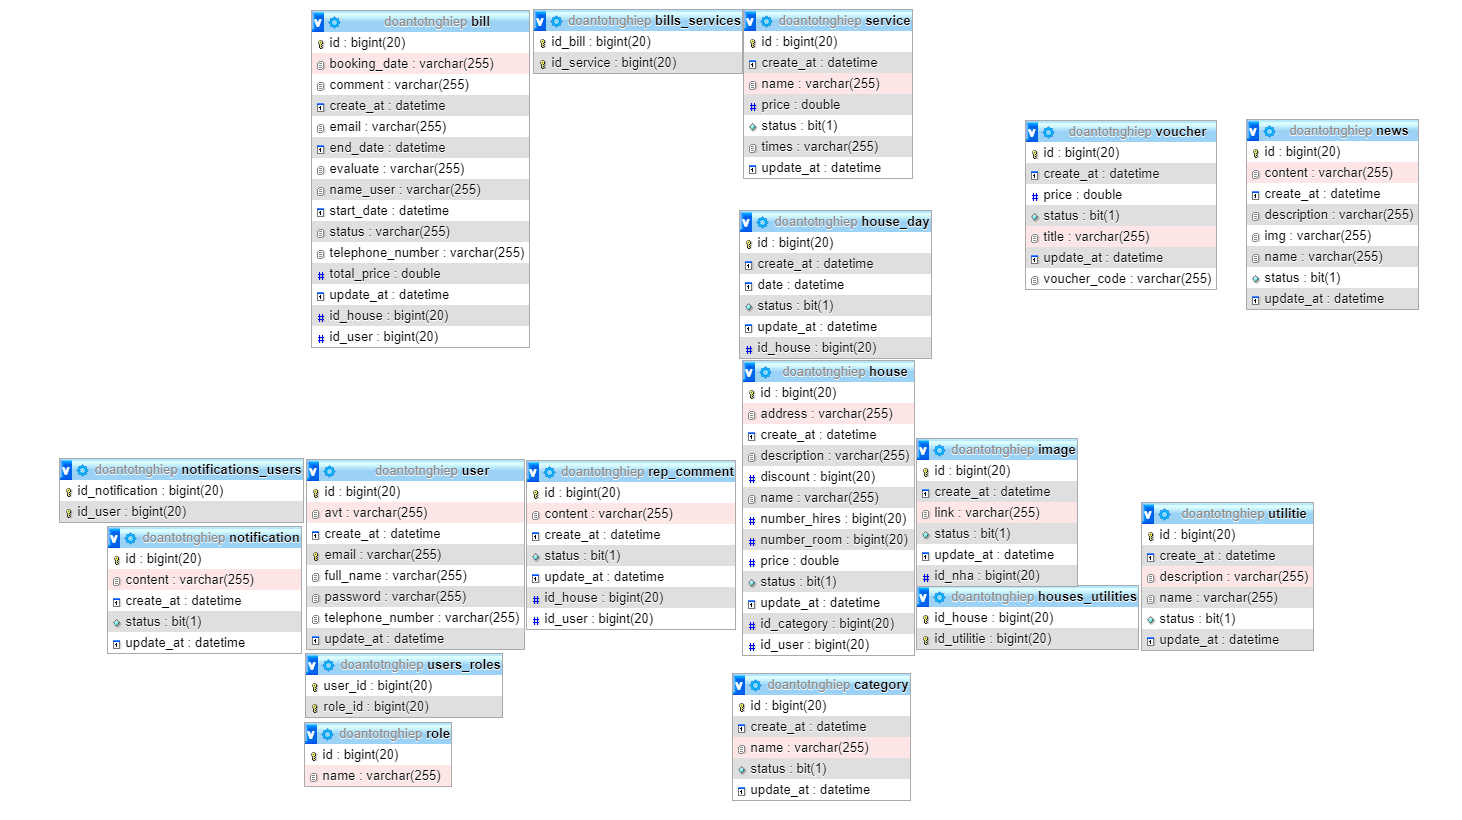 doantotnghiep bill
id : bigint(20)
booking_date : varchar(255)
comment : varchar(255)
create_at : datetime
email : varchar(255)
end_date : datetime
evaluate : varchar(255)
name_user : varchar(255)
start_date : datetime
status : varchar(255)
telephone_number : varchar(255)
total_price : double
update_at : datetime
id_house : bigint(20)
id_user : bigint(20)
doantotnghiep bills_services
id_bill : bigint(20)
id_service : bigint(20)
doantotnghiep service
id : bigint(20)
create_at : datetime
name : varchar(255)
price : double
status : bit(1)
times : varchar(255)
update_at : datetime
doantotnghiep voucher
id : bigint(20)
create_at : datetime
price : double
status : bit(1)
title : varchar(255)
update_at : datetime
voucher_code : varchar(255)
doantotnghiep news
id : bigint(20)
content : varchar(255)
create_at : datetime
description : varchar(255)
img : varchar(255)
name : varchar(255)
status : bit(1)
update_at : datetime
doantotnghiep house_day
id : bigint(20)
create_at : datetime
date : datetime
status : bit(1)
update_at : datetime
id_house : bigint(20)
doantotnghiep house
id : bigint(20)
address : varchar(255)
create_at : datetime
description : varchar(255)
discount : bigint(20)
name : varchar(255)
number_hires : bigint(20)
number_room : bigint(20)
price : double
status : bit(1)
update_at : datetime
id_category : bigint(20)
id_user : bigint(20)
doantotnghiep notifications_users
id_notification : bigint(20)
id_user : bigint(20)
doantotnghiep notification
id : bigint(20)
content : varchar(255)
create_at : datetime
status : bit(1)
update_at : datetime
doantotnghiep user
id : bigint(20)
avt : varchar(255)
create_at : datetime
email : varchar(255)
full_name : varchar(255)
password : varchar(255)
telephone_number : varchar(255)
update_at : datetime
doantotnghiep rep_comment
id : bigint(20)
content : varchar(255)
create_at : datetime
status : bit(1)
update_at : datetime
id_house : bigint(20)
id_user : bigint(20)
doantotnghiep image
id : bigint(20)
create_at : datetime
link : varchar(255)
status : bit(1)
update_at : datetime
id_nha : bigint(20)
doantotnghiep houses_utilities
id_house : bigint(20)
id_utilitie : bigint(20)
doantotnghiep utilitie
id : bigint(20)
create_at : datetime
description : varchar(255)
name : varchar(255)
status : bit(1)
update_at : datetime
doantotnghiep users_roles
user_id : bigint(20)
role_id : bigint(20)
doantotnghiep role
id : bigint(20)
name : varchar(255)
doantotnghiep category
id : bigint(20)
create_at : datetime
name : varchar(255)
status : bit(1)
update_at : datetime